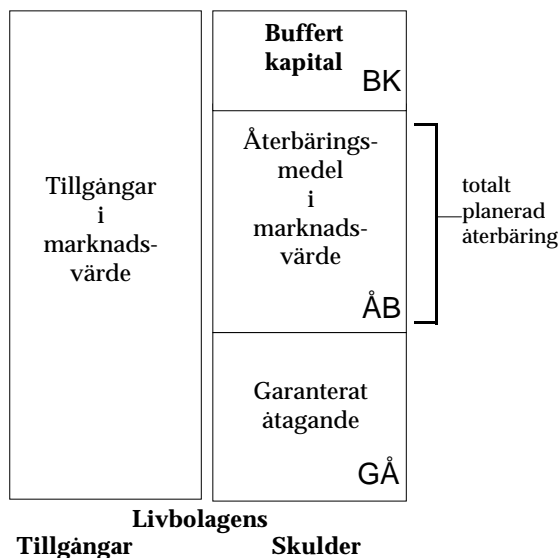 Tillgångar
i
marknads-
värde
Buffert
kapital
BK
Återbärings-
medel
i
marknads-
värde
ÅB
totalt
planerad
återbäring
Garanterat
åtagande
GÅ
Livbolagens
Tillgångar Skulder